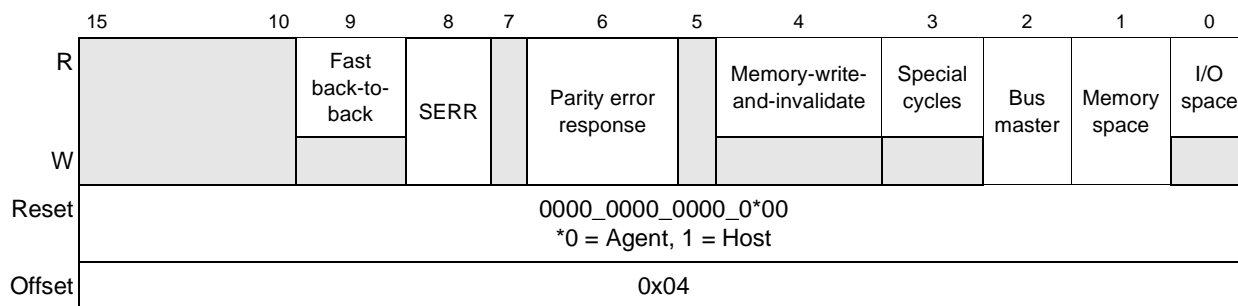 15 10 9 8 7 6 5 4 3 2 1 0
R
Fast
back-to-
back
SERR
Parity error
response
Memory-write-
and-invalidate
Special
cycles
Bus
master
Memory
space
I/O
space
W
Reset
0000_0000_0000_0*00
*0 = Agent, 1 = Host
Offset
0x04